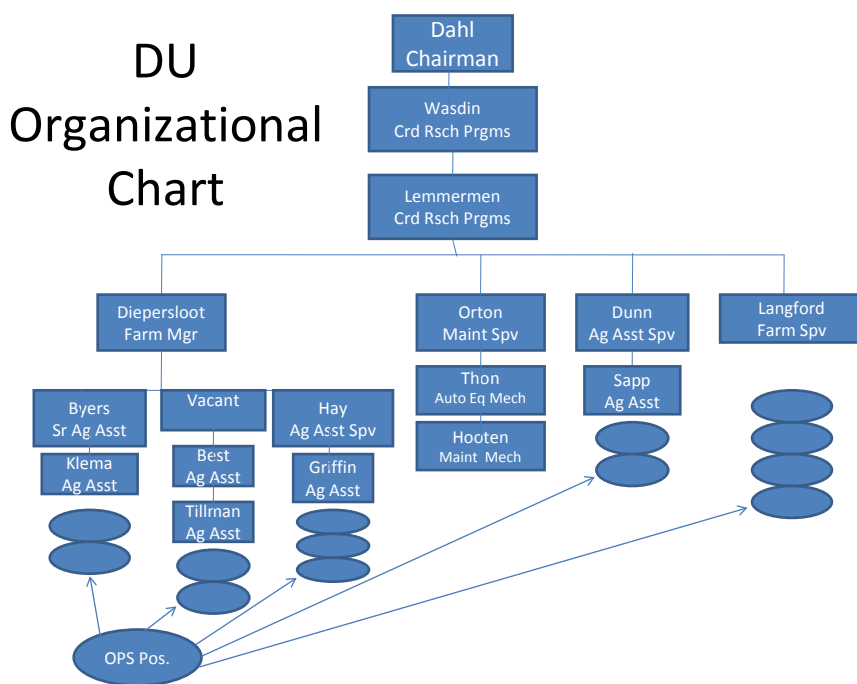 DU
Organizational
Chart
Dahl
Chairman
Wasdin
Crd Rsch Prgms
Lemmermen
Crd Rsch Prgms
Diepersloot
Farm Mgr
Orton
Maint Spv
Dunn
Ag Asst Spv
Langford
Farm Spv
Thon
Auto Eq Mech
Sapp
Ag Asst
Hooten
Maint Mech
Byers
Sr Ag Asst
Vacant
Hay
Ag Asst Spv
Klema
Ag Asst
Best
Ag Asst
Griffin
Ag Asst
Tillman
Ag Asst
OPS Pos.